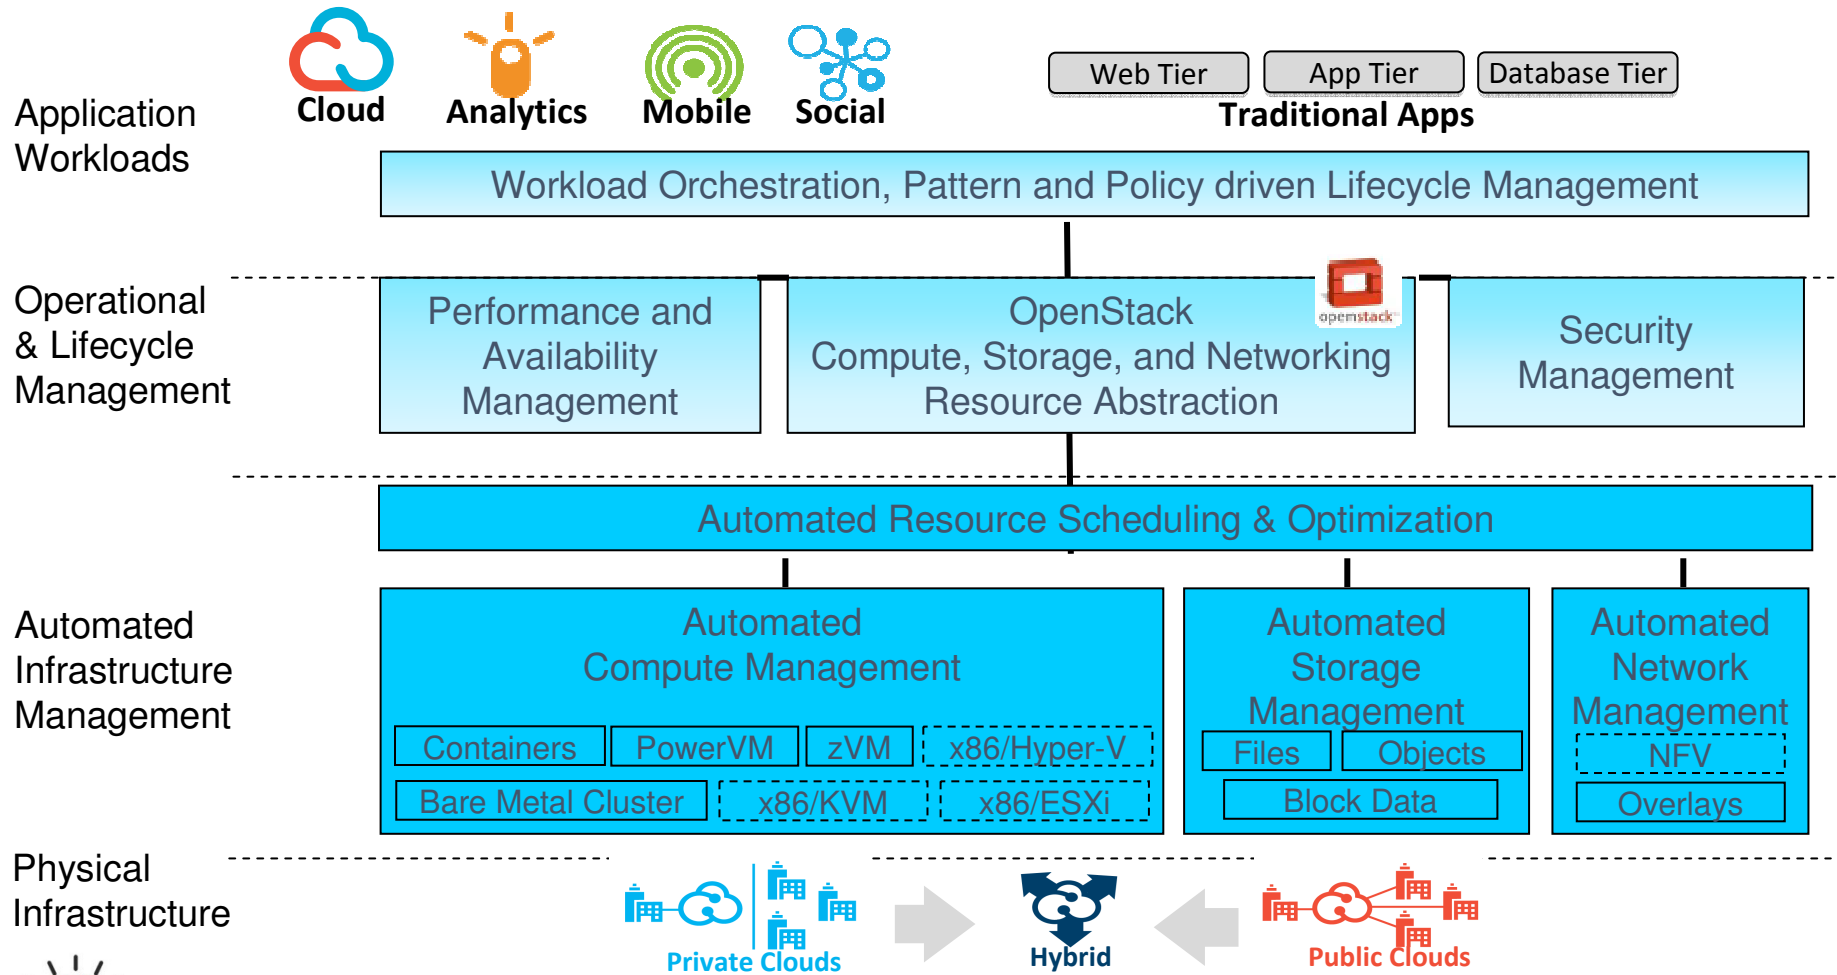 Cloud
Analytics
Mobile
Social
Web Tier
App Tier
Database Tier
Traditional Apps
Application
Workloads
Workload Orchestration, Pattern and Policy driven Lifecycle Management
Operational
& Lifecycle
Management
Performance and
Availability
Management
OpenStack
Compute, Storage, and Networking
Resource Abstraction
openstack
Security
Management
Automated Resource Scheduling & Optimization
Automated
Infrastructure
Management
Automated
Compute Management
Containers
PowerVM
zVM
x86/Hyper-V
Bare Metal Cluster
x86/KVM
x86/ESXi
Automated
Storage
Management
Files
Objects
Block Data
Automated
Network
Management
NFV
Overlays
Physical
Infrastructure
Private Clouds
Hybrid
Public Clouds